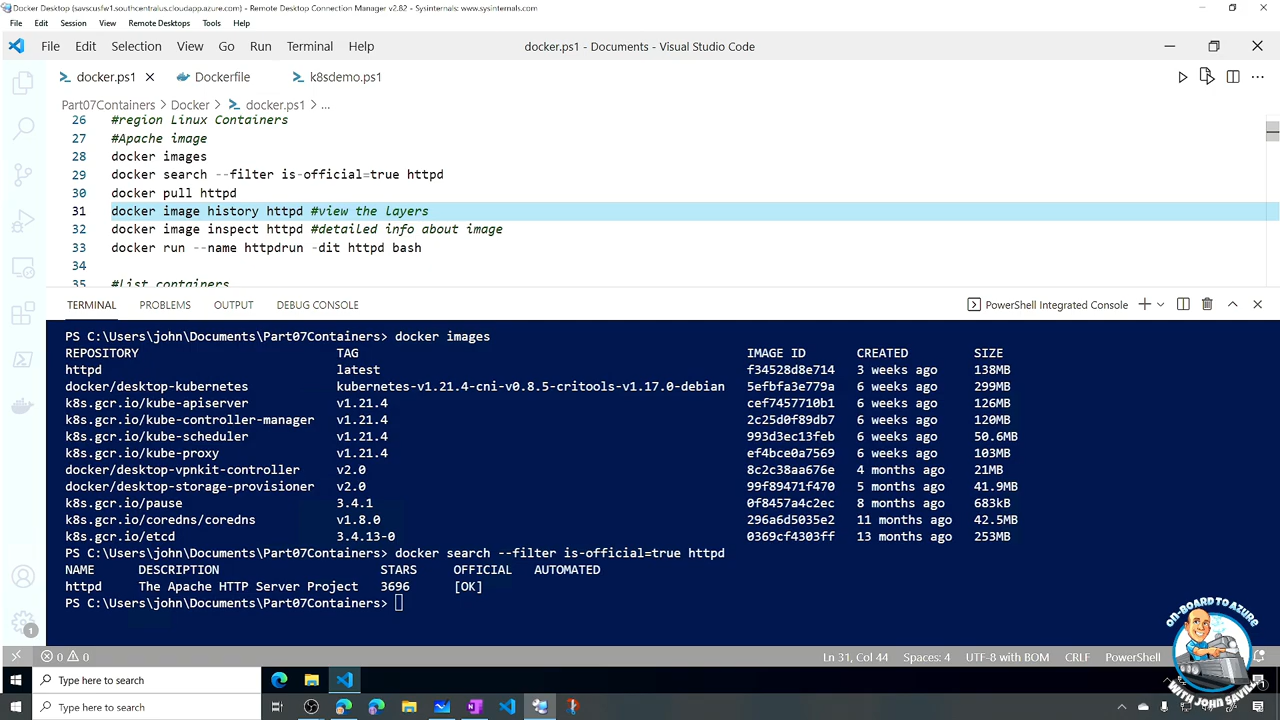 Docker Desktop (savscusfw1.southcentralus.cloudapp.azure.com) - Remote Desktop Connection Manager v2.82 - Sysinternals: www.sysinternals.com
File Edit Session View Remote Desktops Tools Help
File Edit Selection View Go Run Terminal Help docker.ps1 - Documents - Visual Studio Code
docker.ps1 Dockerfile k8sdemo.ps1
Part07Containers > Docker > docker.ps1 > ...
26 #region Linux Containers
27 #Apache image
28 docker images
29 docker search --filter is-official=true httpd
30 docker pull httpd
31 docker image history httpd #view the layers
32 docker image inspect httpd #detailed info about image
33 docker run --name httpdrun -dit httpd bash
34
35 #list containers
TERMINAL PROBLEMS OUTPUT DEBUG CONSOLE PowerShell Integrated Console
PS C:\Users\john\Documents\Part07Containers> docker images
REPOSITORY TAG IMAGE ID CREATED SIZE
httpd latest f34528d8e714 3 weeks ago 138MB
docker/desktop-kubernetes kubernetes-v1.21.4-cni-v0.8.5-critools-v1.17.0-debian 5efbfa3e779a 6 weeks ago 299MB
k8s.gcr.io/kube-apiserver v1.21.4 cef7457710b1 6 weeks ago 126MB
k8s.gcr.io/kube-controller-manager v1.21.4 2c25d0f89db7 6 weeks ago 120MB
k8s.gcr.io/kube-scheduler v1.21.4 993d3ec13feb 6 weeks ago 50.6MB
k8s.gcr.io/kube-proxy v1.21.4 ef4bce0a7569 6 weeks ago 103MB
docker/desktop-vpnkit-controller v2.0 8c2c38aa676e 4 months ago 21MB
docker/desktop-storage-provisioner v2.0 99f89471f470 5 months ago 41.9MB
k8s.gcr.io/pause 3.4.1 0f8457a4c2ec 8 months ago 683kB
k8s.gcr.io/coredns/coredns v1.8.0 296a6d5035e2 11 months ago 42.5MB
k8s.gcr.io/etcd 3.4.13-0 0369cf4303ff 13 months ago 253MB
PS C:\Users\john\Documents\Part07Containers> docker search --filter is-official=true httpd
NAME DESCRIPTION STARS OFFICIAL AUTOMATED
httpd The Apache HTTP Server Project 3696 [OK]
PS C:\Users\john\Documents\Part07Containers>
ON-BOARD TO AZURE
WITH JOHN SAVILL
1
0 0 Ln 31, Col 44 Spaces: 4 UTF-8 with BOM CRLF PowerShell
Type here to search
Type here to search